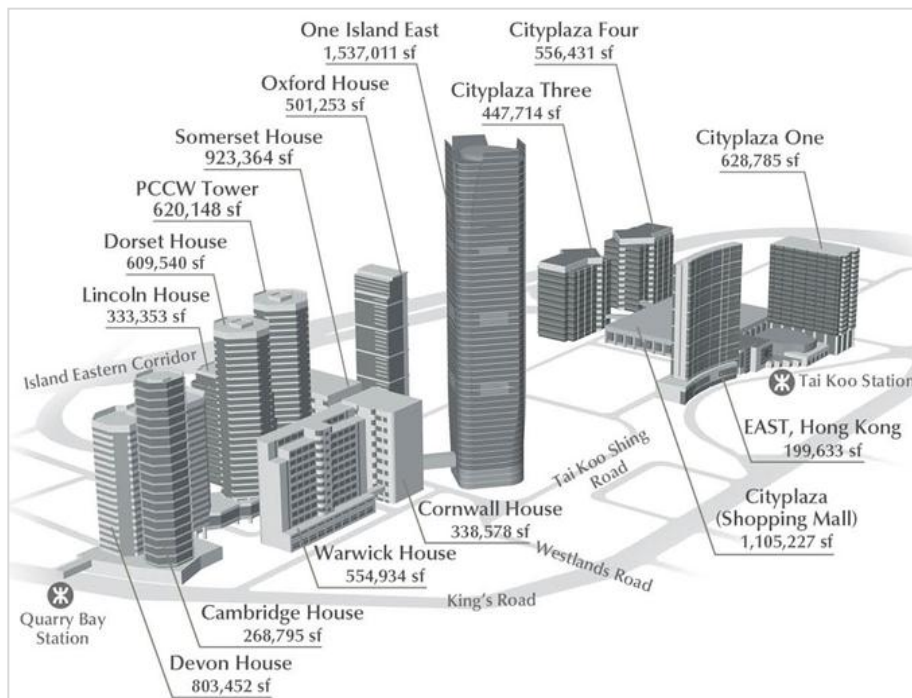 One Island East
1,537,011 sf
Cityplaza Four
556,431 sf
Oxford House
501,253 sf
Cityplaza Three
447,714 sf
Somerset House
923,364 sf
Cityplaza One
628,785 sf
PCCW Tower
620,148 sf
Dorset House
609,540 sf
Lincoln House
333,353 sf
Island Eastern Corridor
Tai Koo Station
EAST, Hong Kong
199,633 sf
Tai Koo Shing
Road
Cityplaza
(Shopping Mall)
1,105,227 sf
Cornwall House
338,578 sf
Warwick House
554,934 sf
Westlands Road
King's Road
Quarry Bay
Station
Cambridge House
268,795 sf
Devon House
803,452 sf